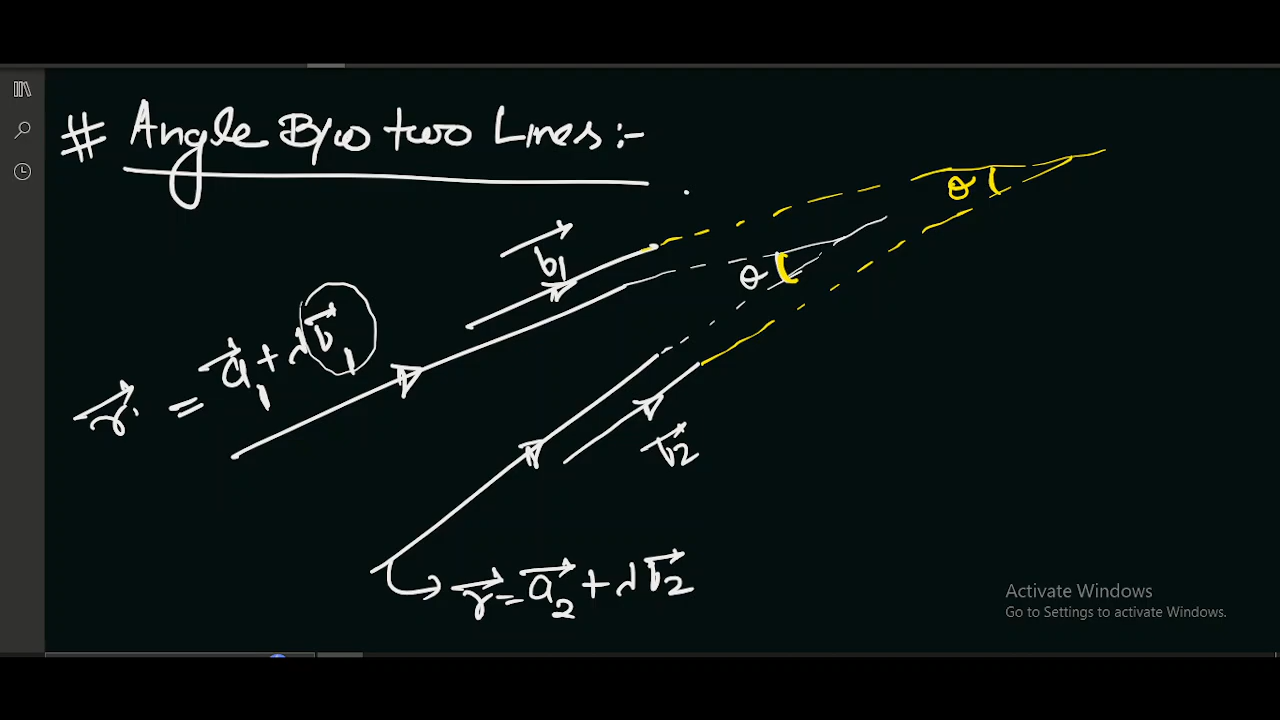 # Angle B/w two Lines :-
θ
b₁
θ
r = a₁ + λb₁
b₂
r = a₂ + λb₂
Activate Windows
Go to Settings to activate Windows.